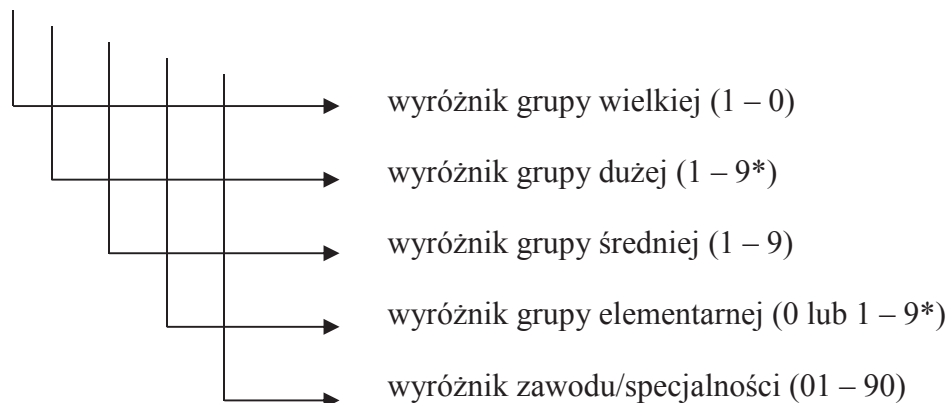 wyróżnik grupy wielkiej (1 – 0)
wyróżnik grupy dużej (1 – 9*)
wyróżnik grupy średniej (1 – 9)
wyróżnik grupy elementarnej (0 lub 1 – 9*)
wyróżnik zawodu/specjalności (01 – 90)